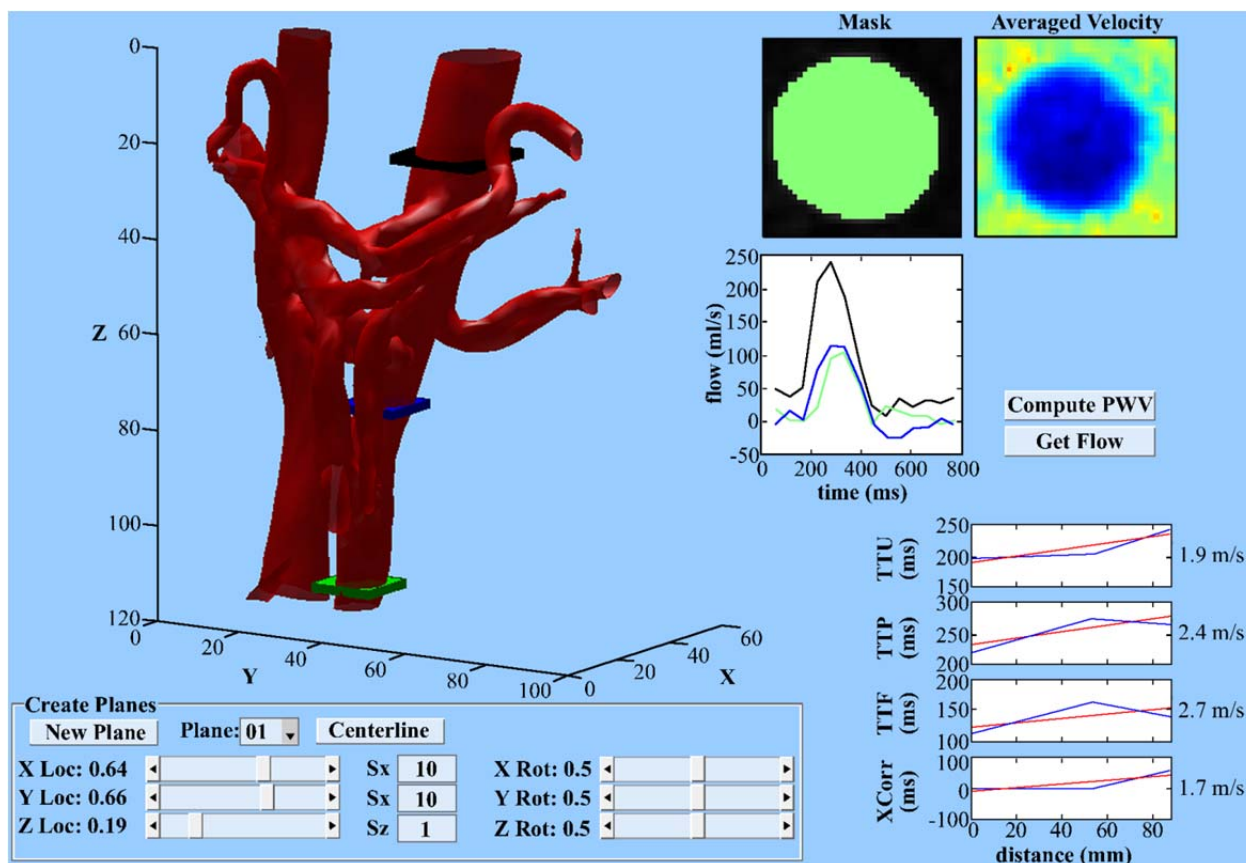 Mask
Averaged Velocity
0
20
40
60
80
100
120
Z
0
20
40
60
80
100
Y
0
20
40
60
X
250
200
150
100
50
0
-50
flow (ml/s)
0
200
400
600
800
time (ms)
Compute PWV
Get Flow
250
200
150
TTU
(ms)
1.9 m/s
300
250
200
TTP
(ms)
2.4 m/s
200
150
100
TTF
(ms)
2.7 m/s
100
0
-100
XCorr
(ms)
1.7 m/s
0
20
40
60
80
distance (mm)
Create Planes
New Plane Plane: 01 Centerline
X Loc: 0.64 Sx 10 X Rot: 0.5
Y Loc: 0.66 Sx 10 Y Rot: 0.5
Z Loc: 0.19 Sz 1 Z Rot: 0.5